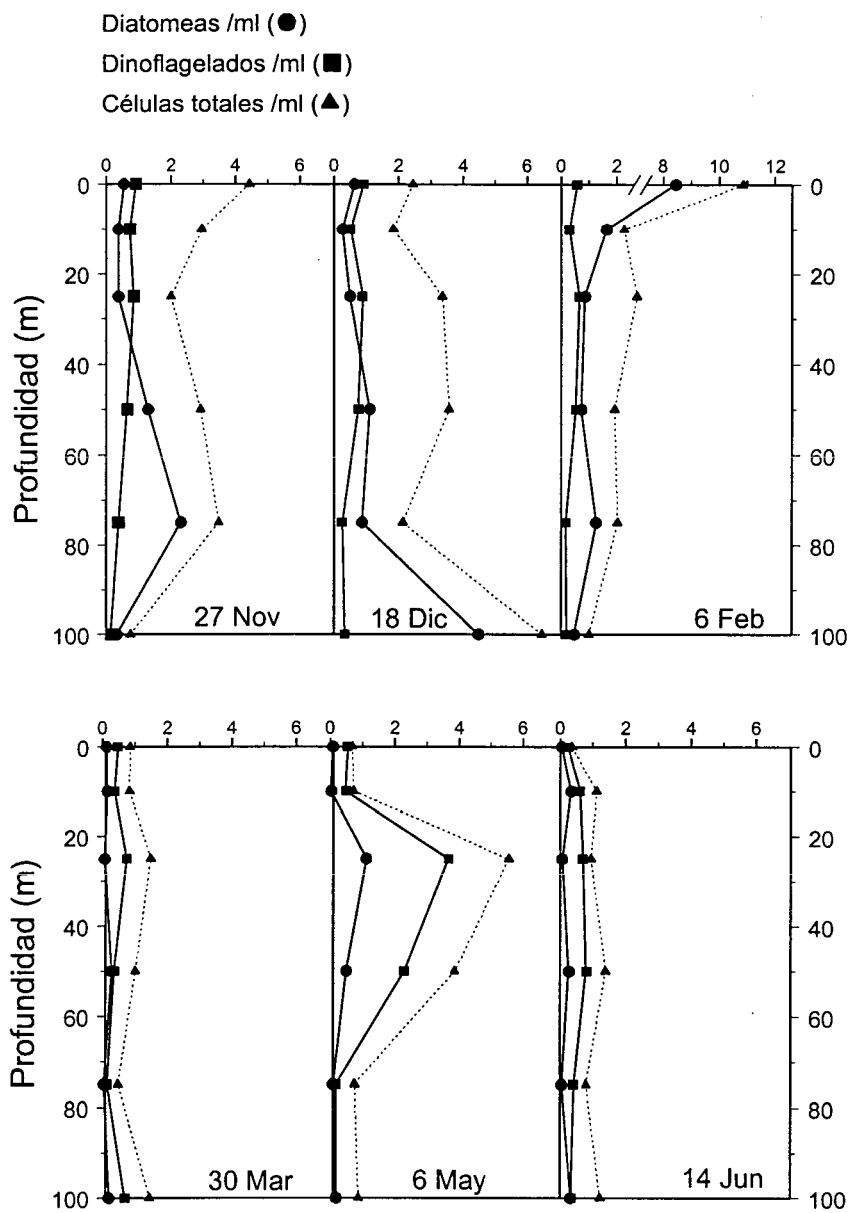 Diatomeas /ml (●)
Dinoflagelados /ml (■)
Células totales /ml (▲)
0 2 4 6 0 2 4 6 0 2 8 10 12
0 0
20 20
40 40
60 60
80 80
100 100
Profundidad (m)
27 Nov 18 Dic 6 Feb
0 2 4 6 0 2 4 6 0 2 4 6
0 0
20 20
40 40
60 60
80 80
100 100
Profundidad (m)
30 Mar 6 May 14 Jun